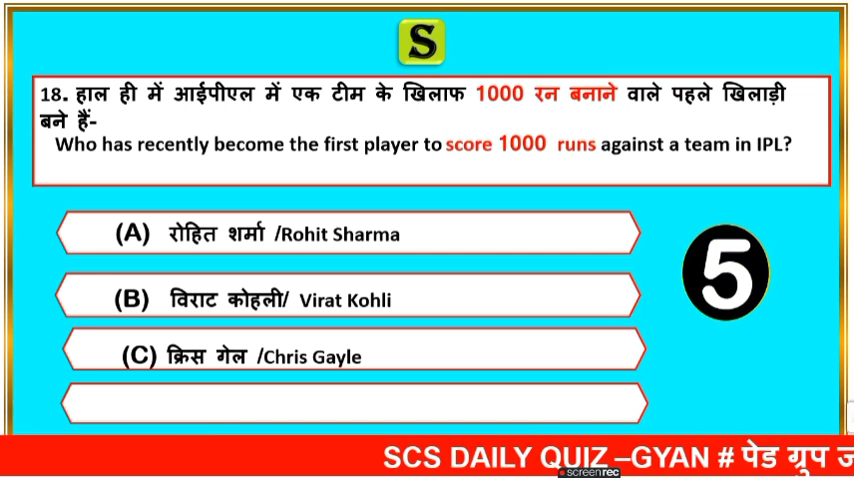 S
18. हाल ही में आईपीएल में एक टीम के खिलाफ 1000 रन बनाने वाले पहले खिलाड़ी
बने हैं-
Who has recently become the first player to score 1000 runs against a team in IPL?
(A) रोहित शर्मा /Rohit Sharma
(B) विराट कोहली/ Virat Kohli
(C) क्रिस गेल /Chris Gayle
5
SCS DAILY QUIZ –GYAN # पेड ग्रुप ज
screenrec